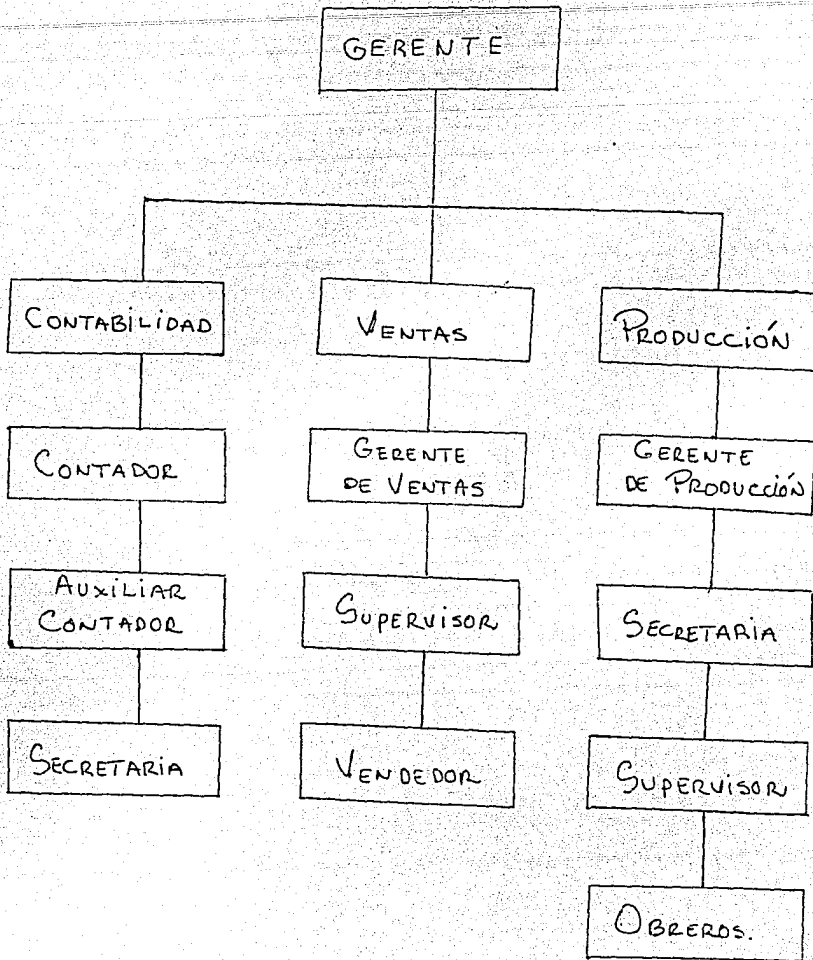 GERENTE
CONTABILIDAD
VENTAS
PRODUCCIÓN
CONTADOR
GERENTE
DE VENTAS
GERENTE
DE PRODUCCIÓN
AUXILIAR
CONTADOR
SUPERVISOR
SECRETARIA
SECRETARIA
VENDEDOR
SUPERVISOR
OBREROS.